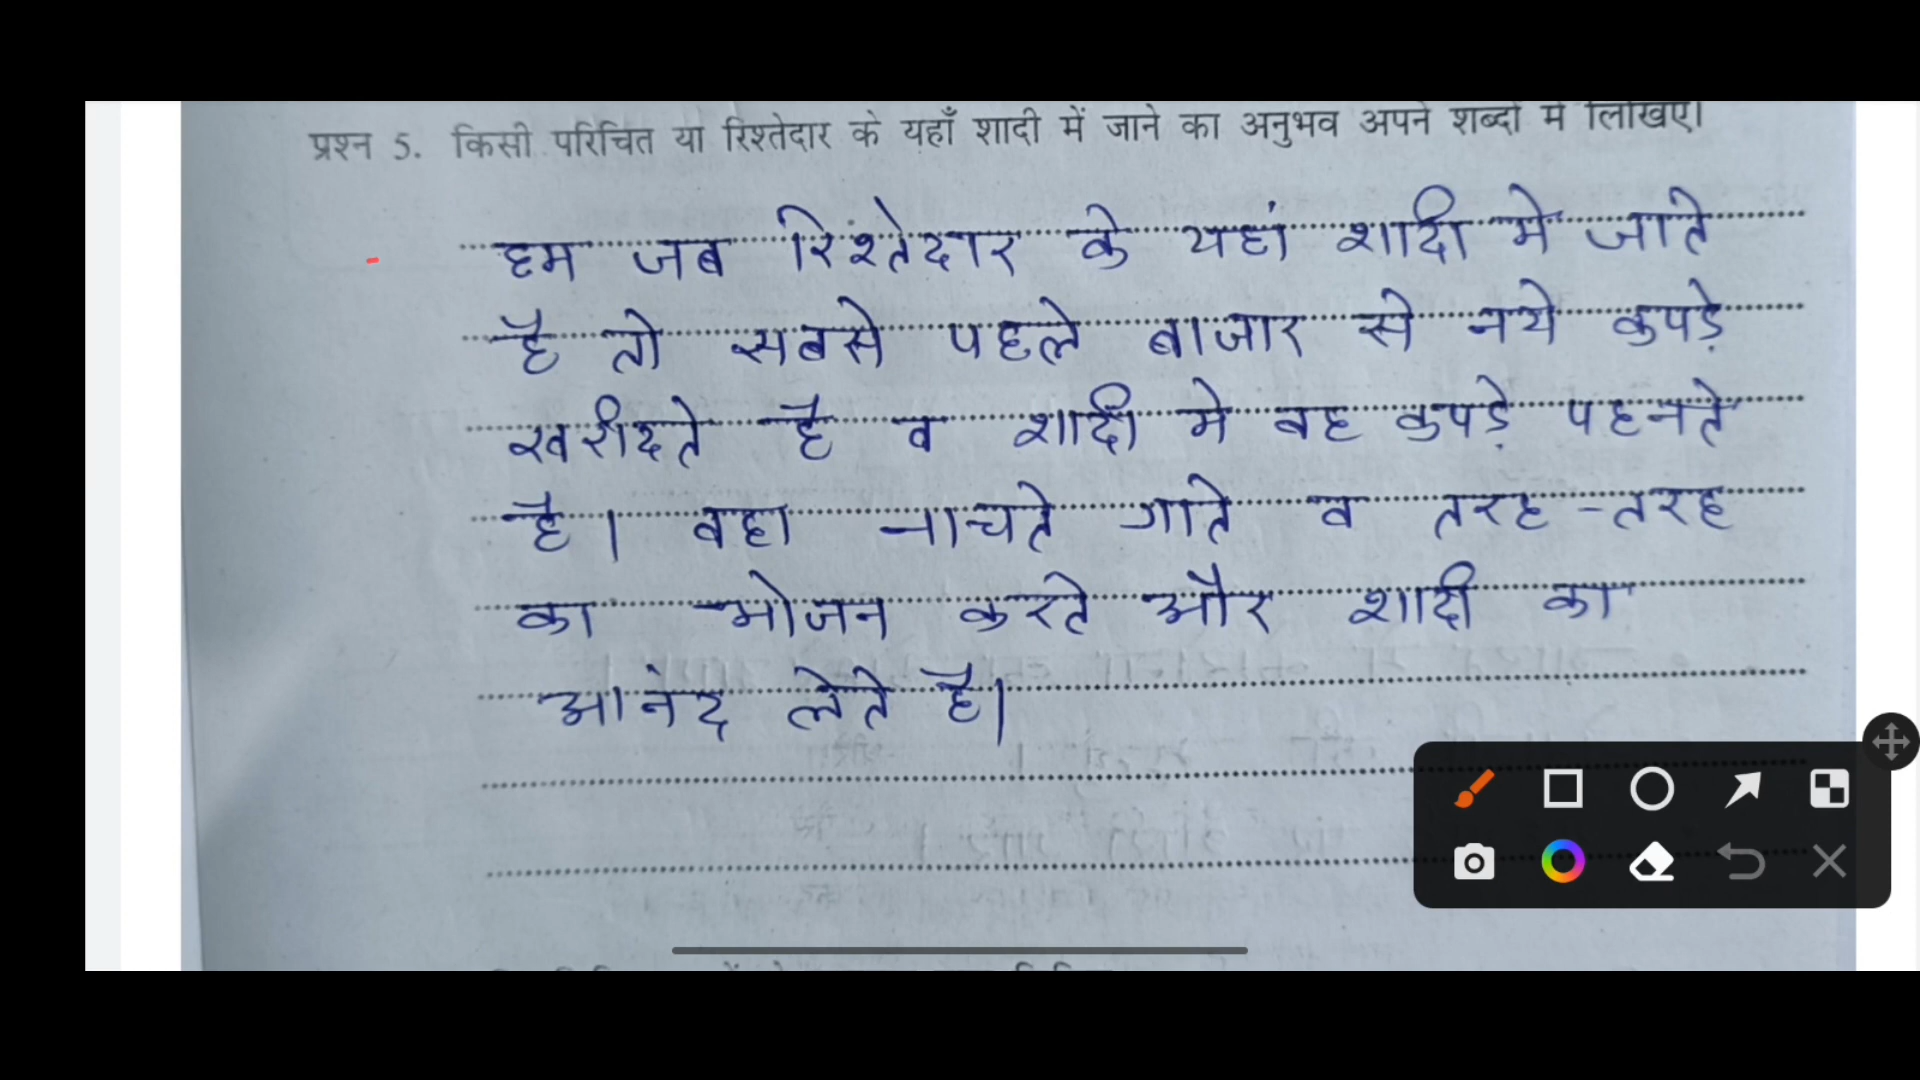 प्रश्न 5. किसी परिचित या रिश्तेदार के यहाँ शादी में जाने का अनुभव अपने शब्दों में लिखिए।
हम जब रिंश्तेदार के यहां शादी मे जाते
है तो सबसे पहले बाजार से नये कपड़े
खरीदते है व शादी मे वह कपड़े पहनते
है। वहा नाचते गाते व तरह-तरह
का भोजन करते और शादी का
आनंद लेते है।